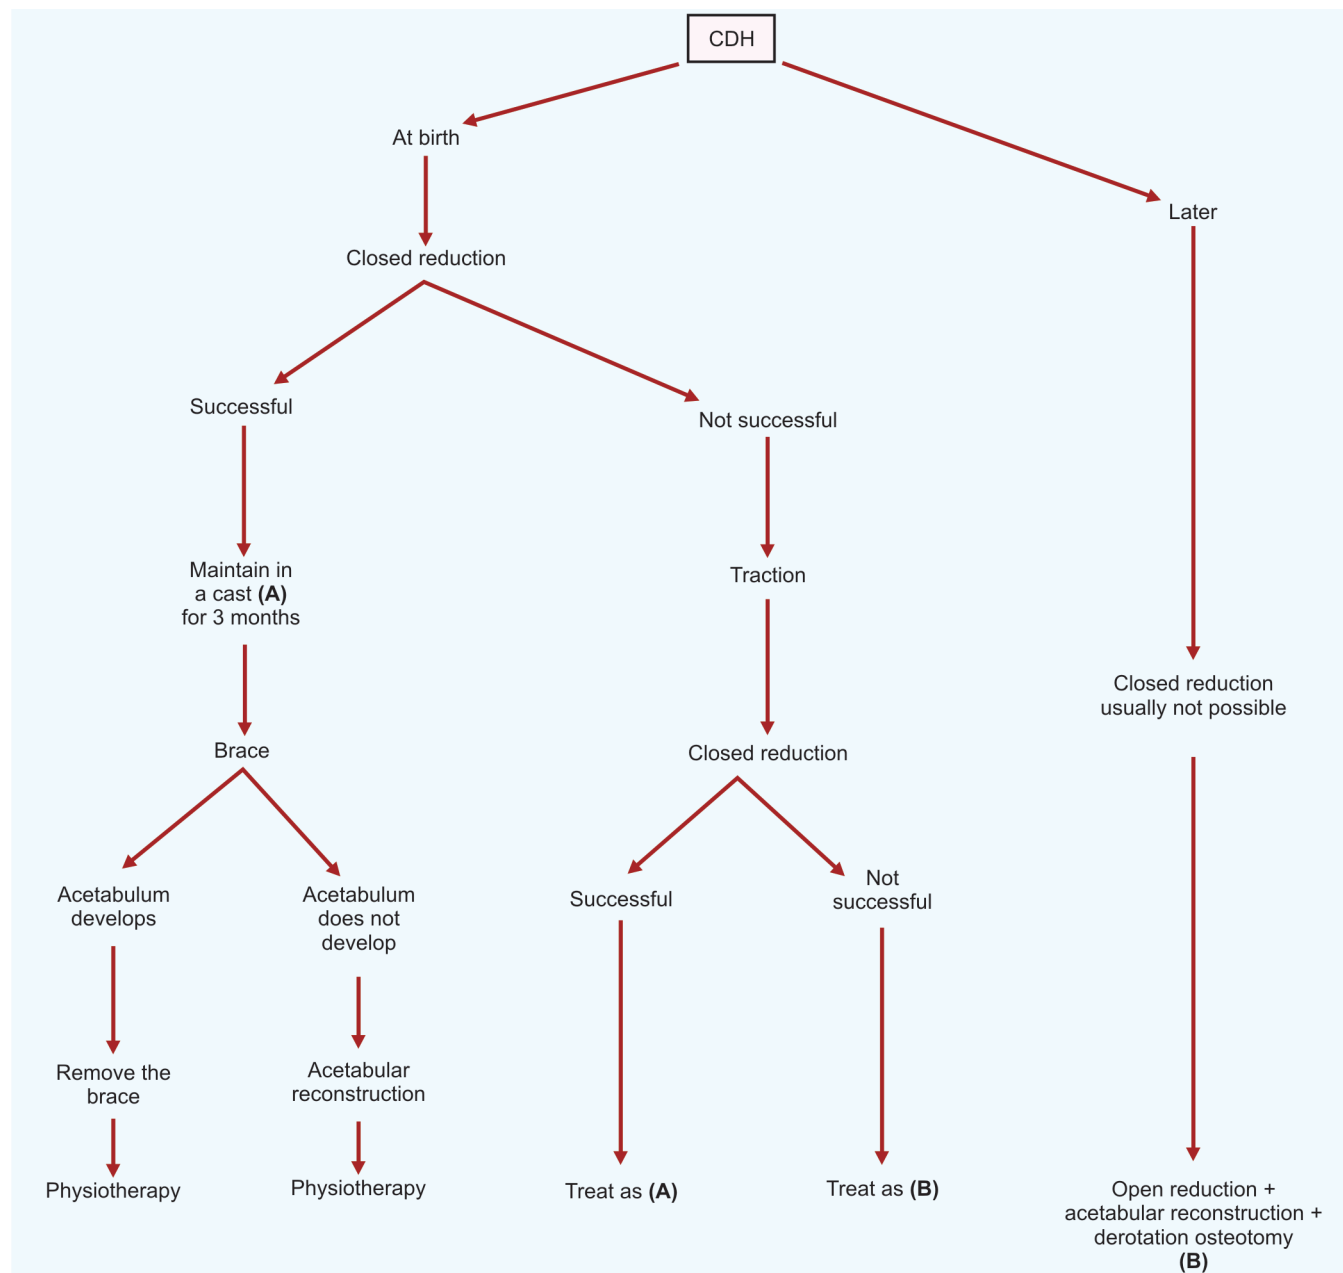 CDH
At birth
Later
Closed reduction
Successful
Not successful
Maintain in
a cast (A)
for 3 months
Traction
Closed reduction
usually not possible
Brace
Closed reduction
Acetabulum
develops
Acetabulum
does not
develop
Successful
Not
successful
Remove the
brace
Acetabular
reconstruction
Physiotherapy
Physiotherapy
Treat as (A)
Treat as (B)
Open reduction +
acetabular reconstruction +
derotation osteotomy
(B)